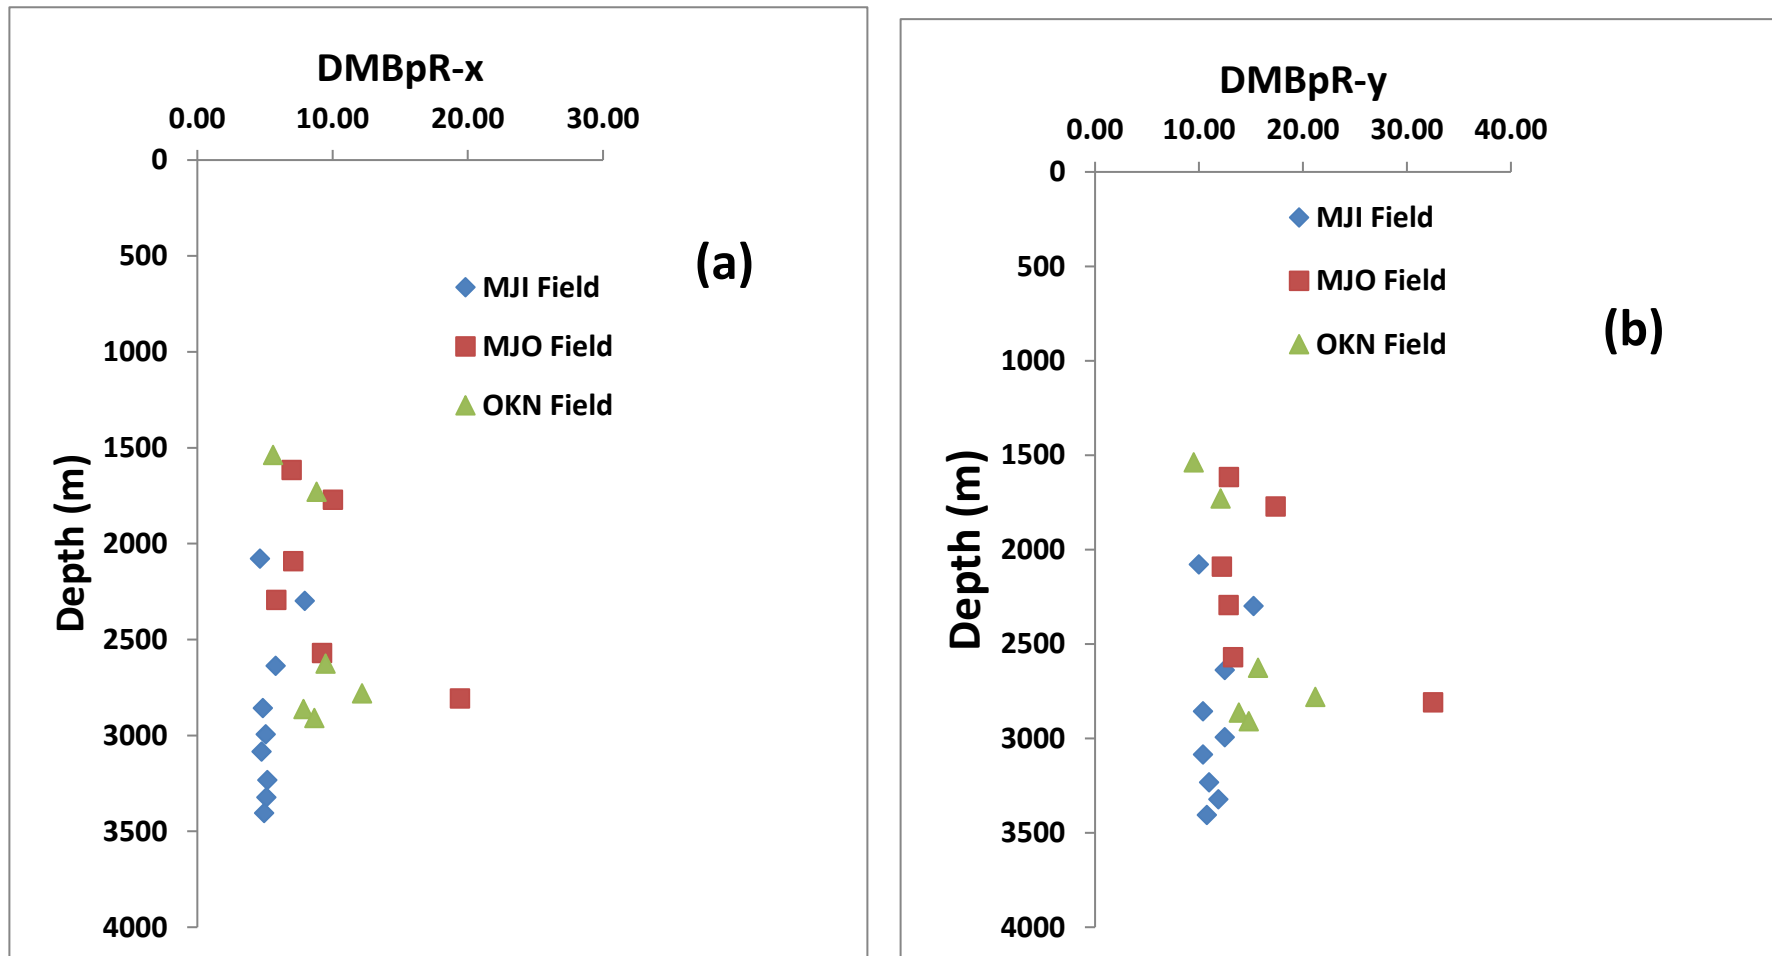 DMBpR-x
0.00 10.00 20.00 30.00
0
500
1000
1500
2000
2500
3000
3500
4000
Depth (m)
MJI Field
MJO Field
OKN Field
(a)
DMBpR-y
0.00 10.00 20.00 30.00 40.00
0
500
1000
1500
2000
2500
3000
3500
4000
Depth (m)
MJI Field
MJO Field
OKN Field
(b)